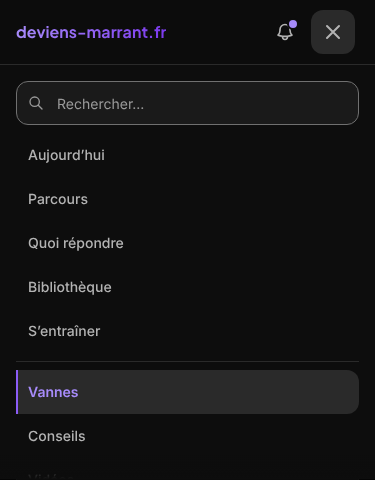 deviens-marrant.fr
Rechercher...
Aujourd'hui
Parcours
Quoi répondre
Bibliothèque
S'entraîner
Vannes
Conseils